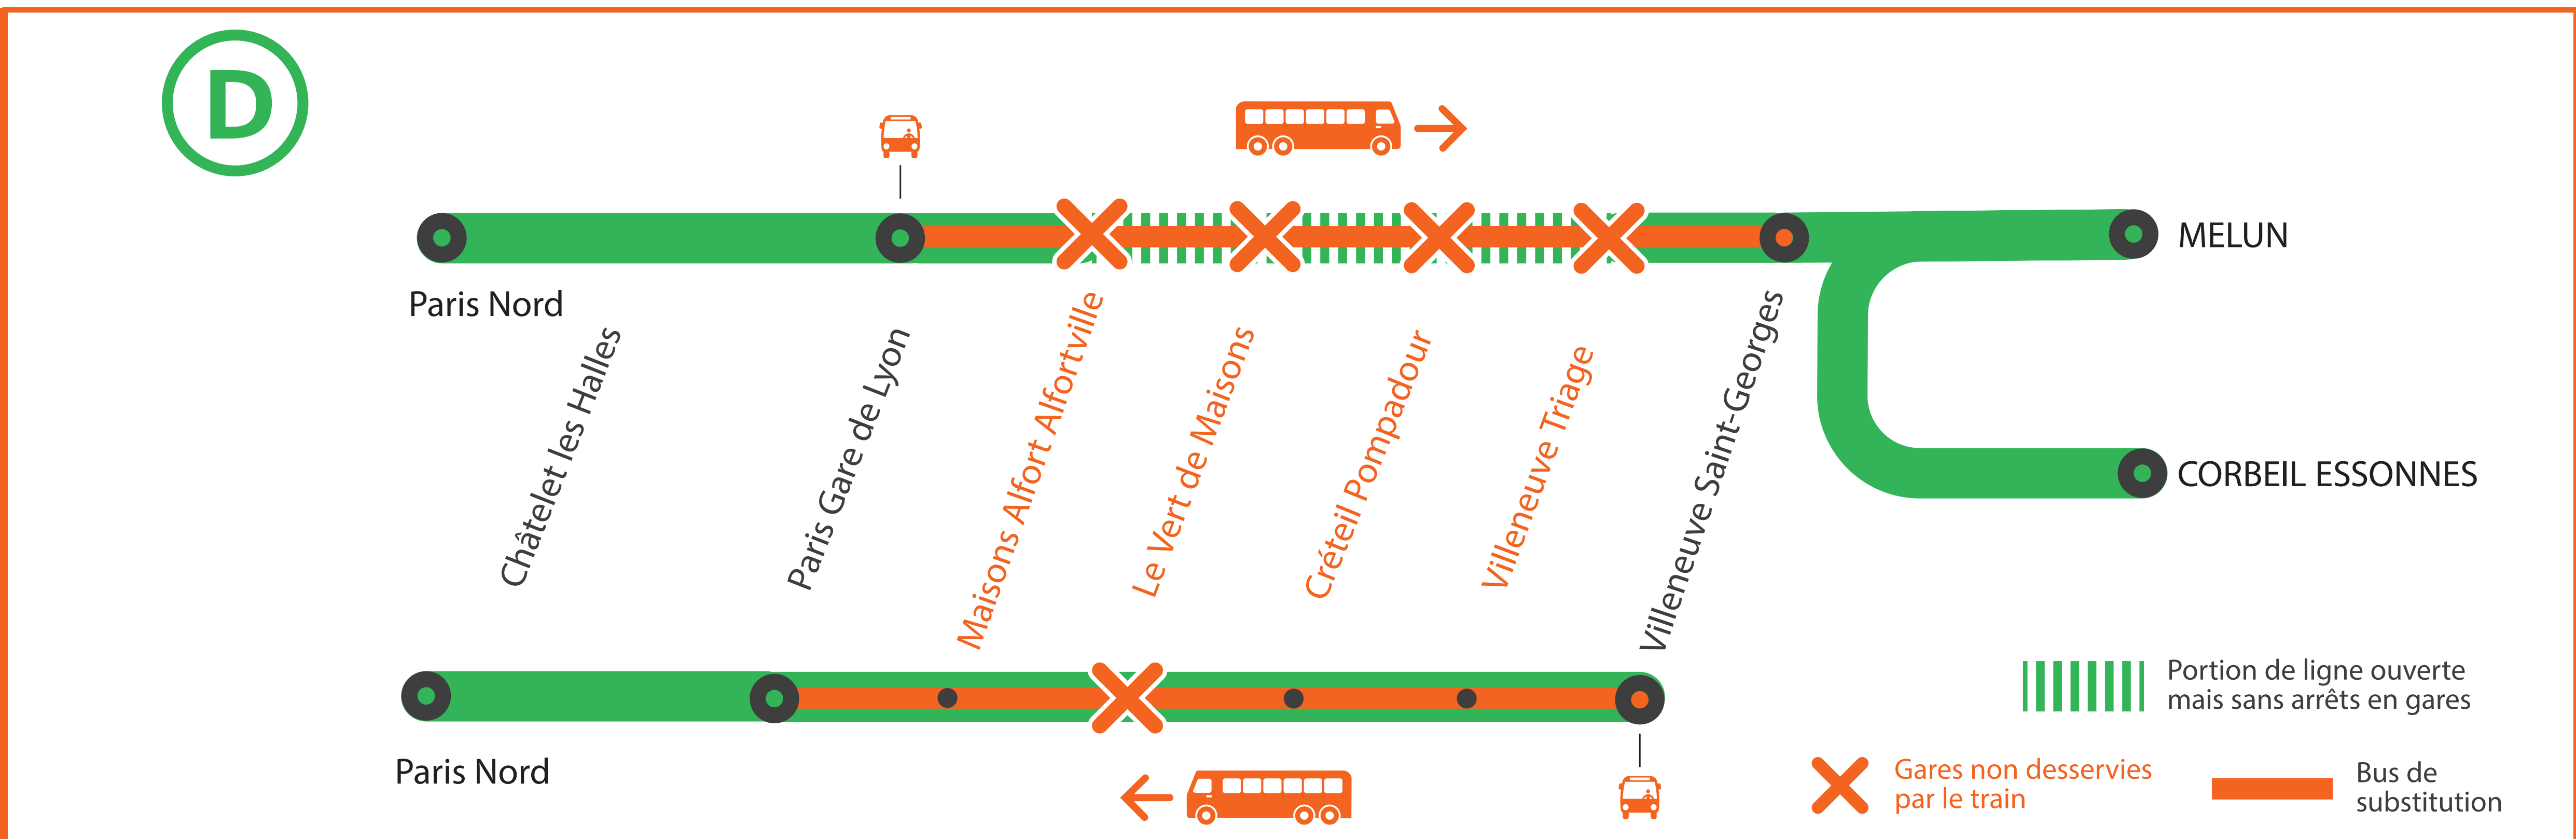 D
MELUN
Paris Nord
Châtelet les Halles
Paris Gare de Lyon
Maisons Alfort Alfortville
Le Vert de Maisons
Créteil Pompadour
Villeneuve Triage
Villeneuve Saint-Georges
CORBEIL ESSONNES
Paris Nord
Portion de ligne ouverte
mais sans arrêts en gares
Gares non desservies
par le train
Bus de
substitution